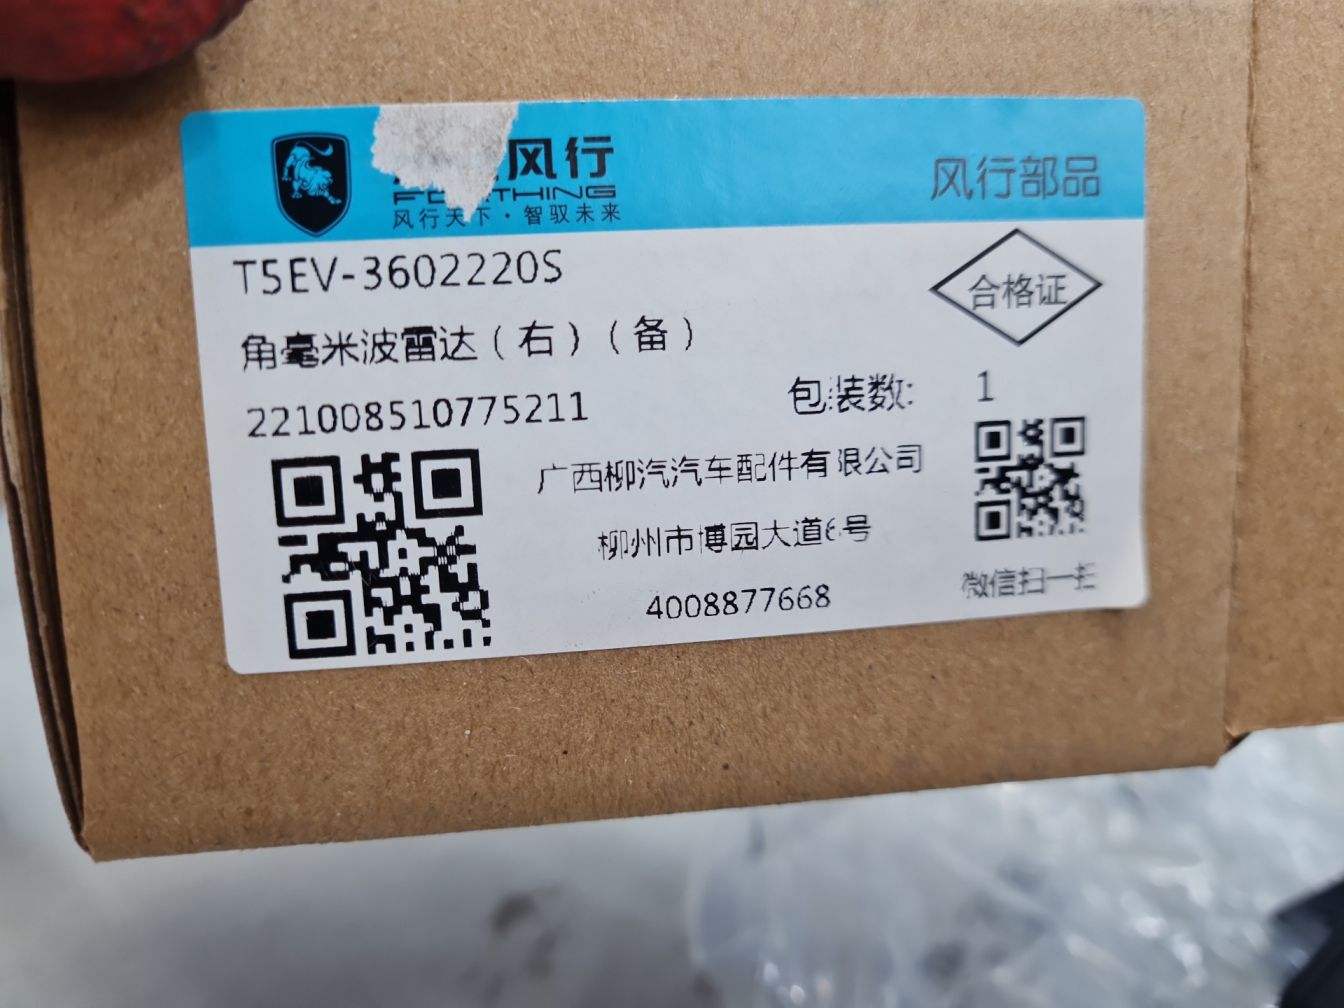 风行
风行天下·智驭未来
风行部品
T5EV-3602220S
合格证
角毫米波雷达（右）（备）
221008510775211
包装数: 1
广西柳汽汽车配件有限公司
柳州市博园大道6号
4008877668
微信扫一扫